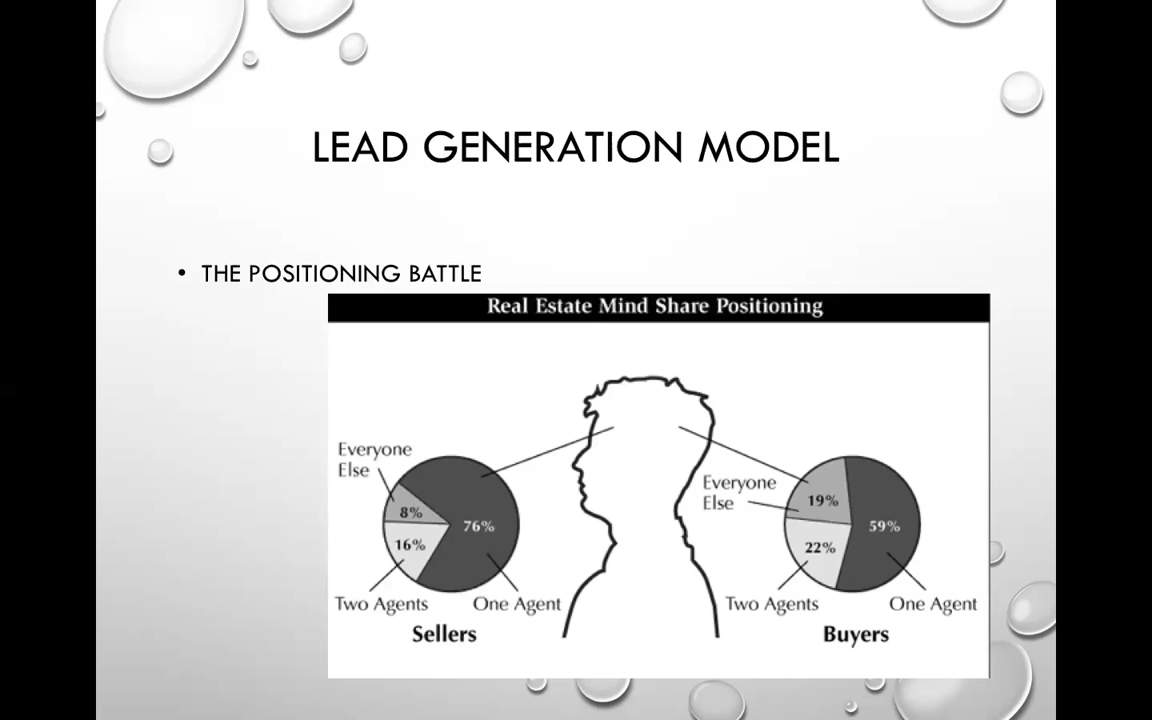 LEAD GENERATION MODEL
• THE POSITIONING BATTLE
Real Estate Mind Share Positioning
Everyone
Else
8%
76%
16%
Two Agents
One Agent
Sellers
Everyone
Else
19%
59%
22%
Two Agents
One Agent
Buyers